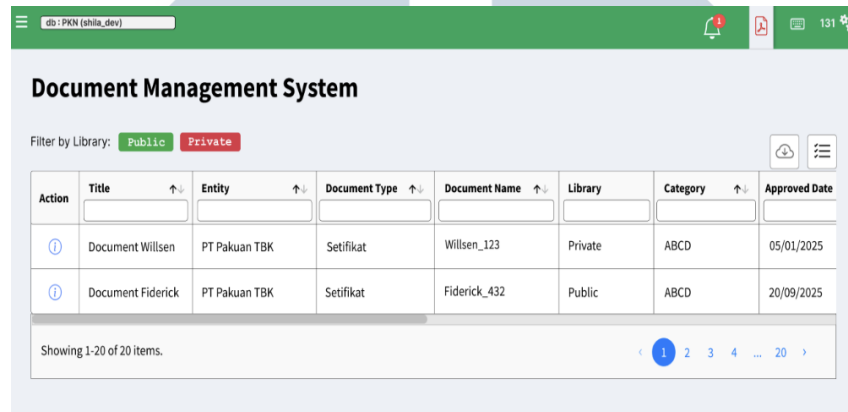 db : PKN (shila_dev)
1
131
Document Management System
Filter by Library: Public Private
Action Title Entity Document Type Document Name Library Category Approved Date
Document Willsen PT Pakuan TBK Setifikat Willsen_123 Private ABCD 05/01/2025
Document Fiderick PT Pakuan TBK Setifikat Fiderick_432 Public ABCD 20/09/2025
Showing 1-20 of 20 items.
‹ 1 2 3 4 ... 20 ›